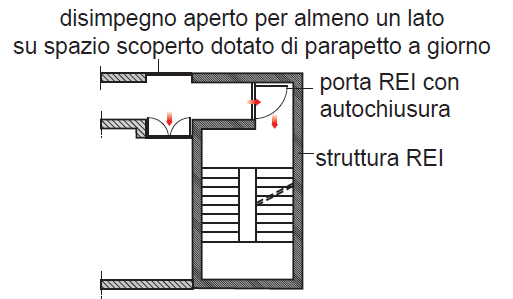 disimpegno aperto per almeno un lato
su spazio scoperto dotato di parapetto a giorno
porta REI con
autochiusura
struttura REI